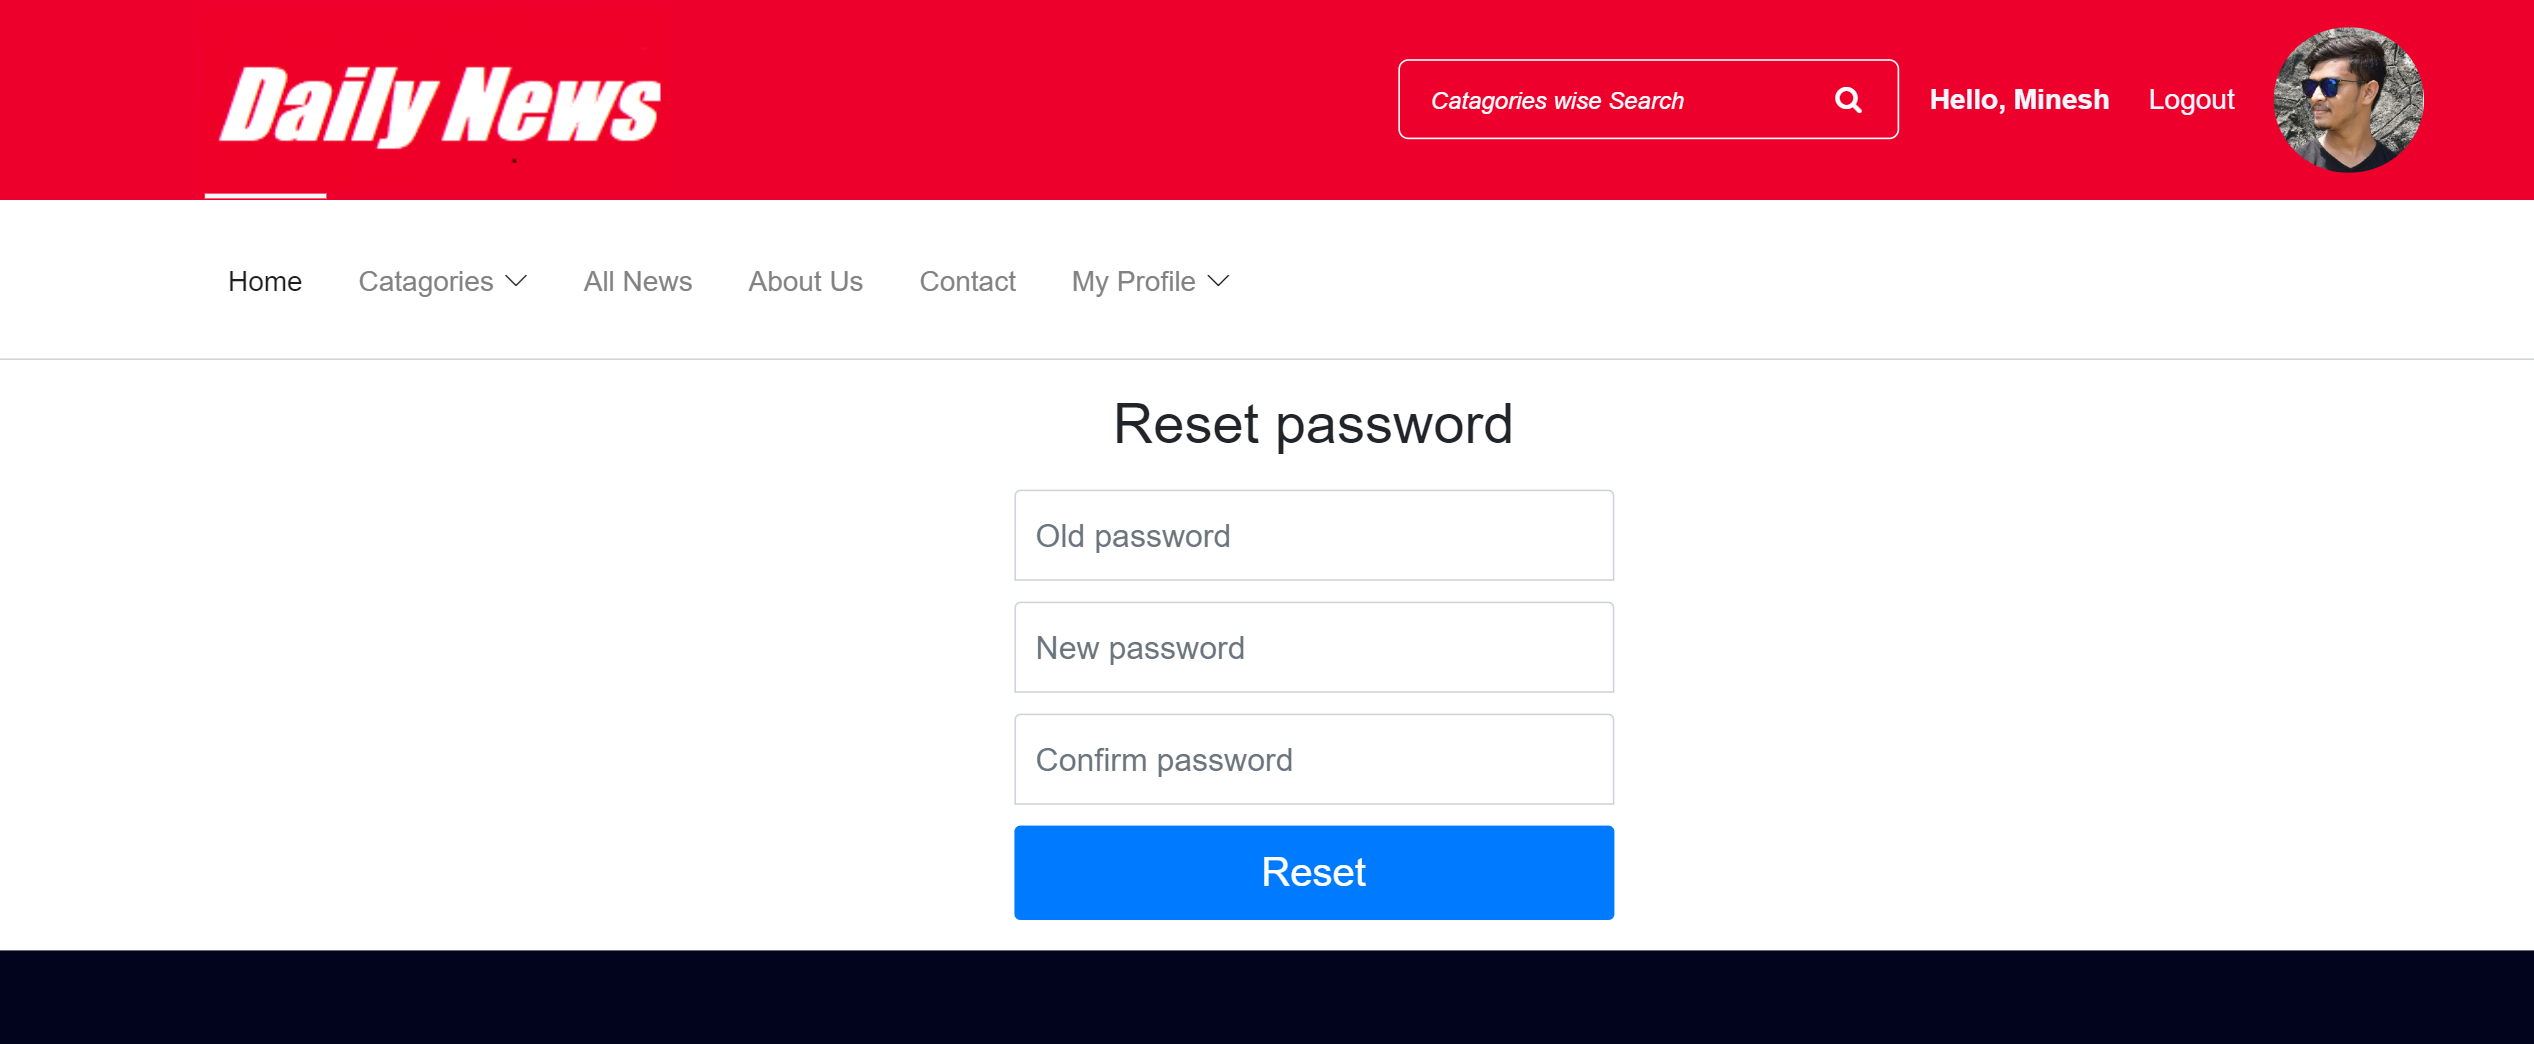 Daily News
Catagories wise Search
Hello, Minesh
Logout
Home
Catagories
All News
About Us
Contact
My Profile
Reset password
Old password
New password
Confirm password
Reset